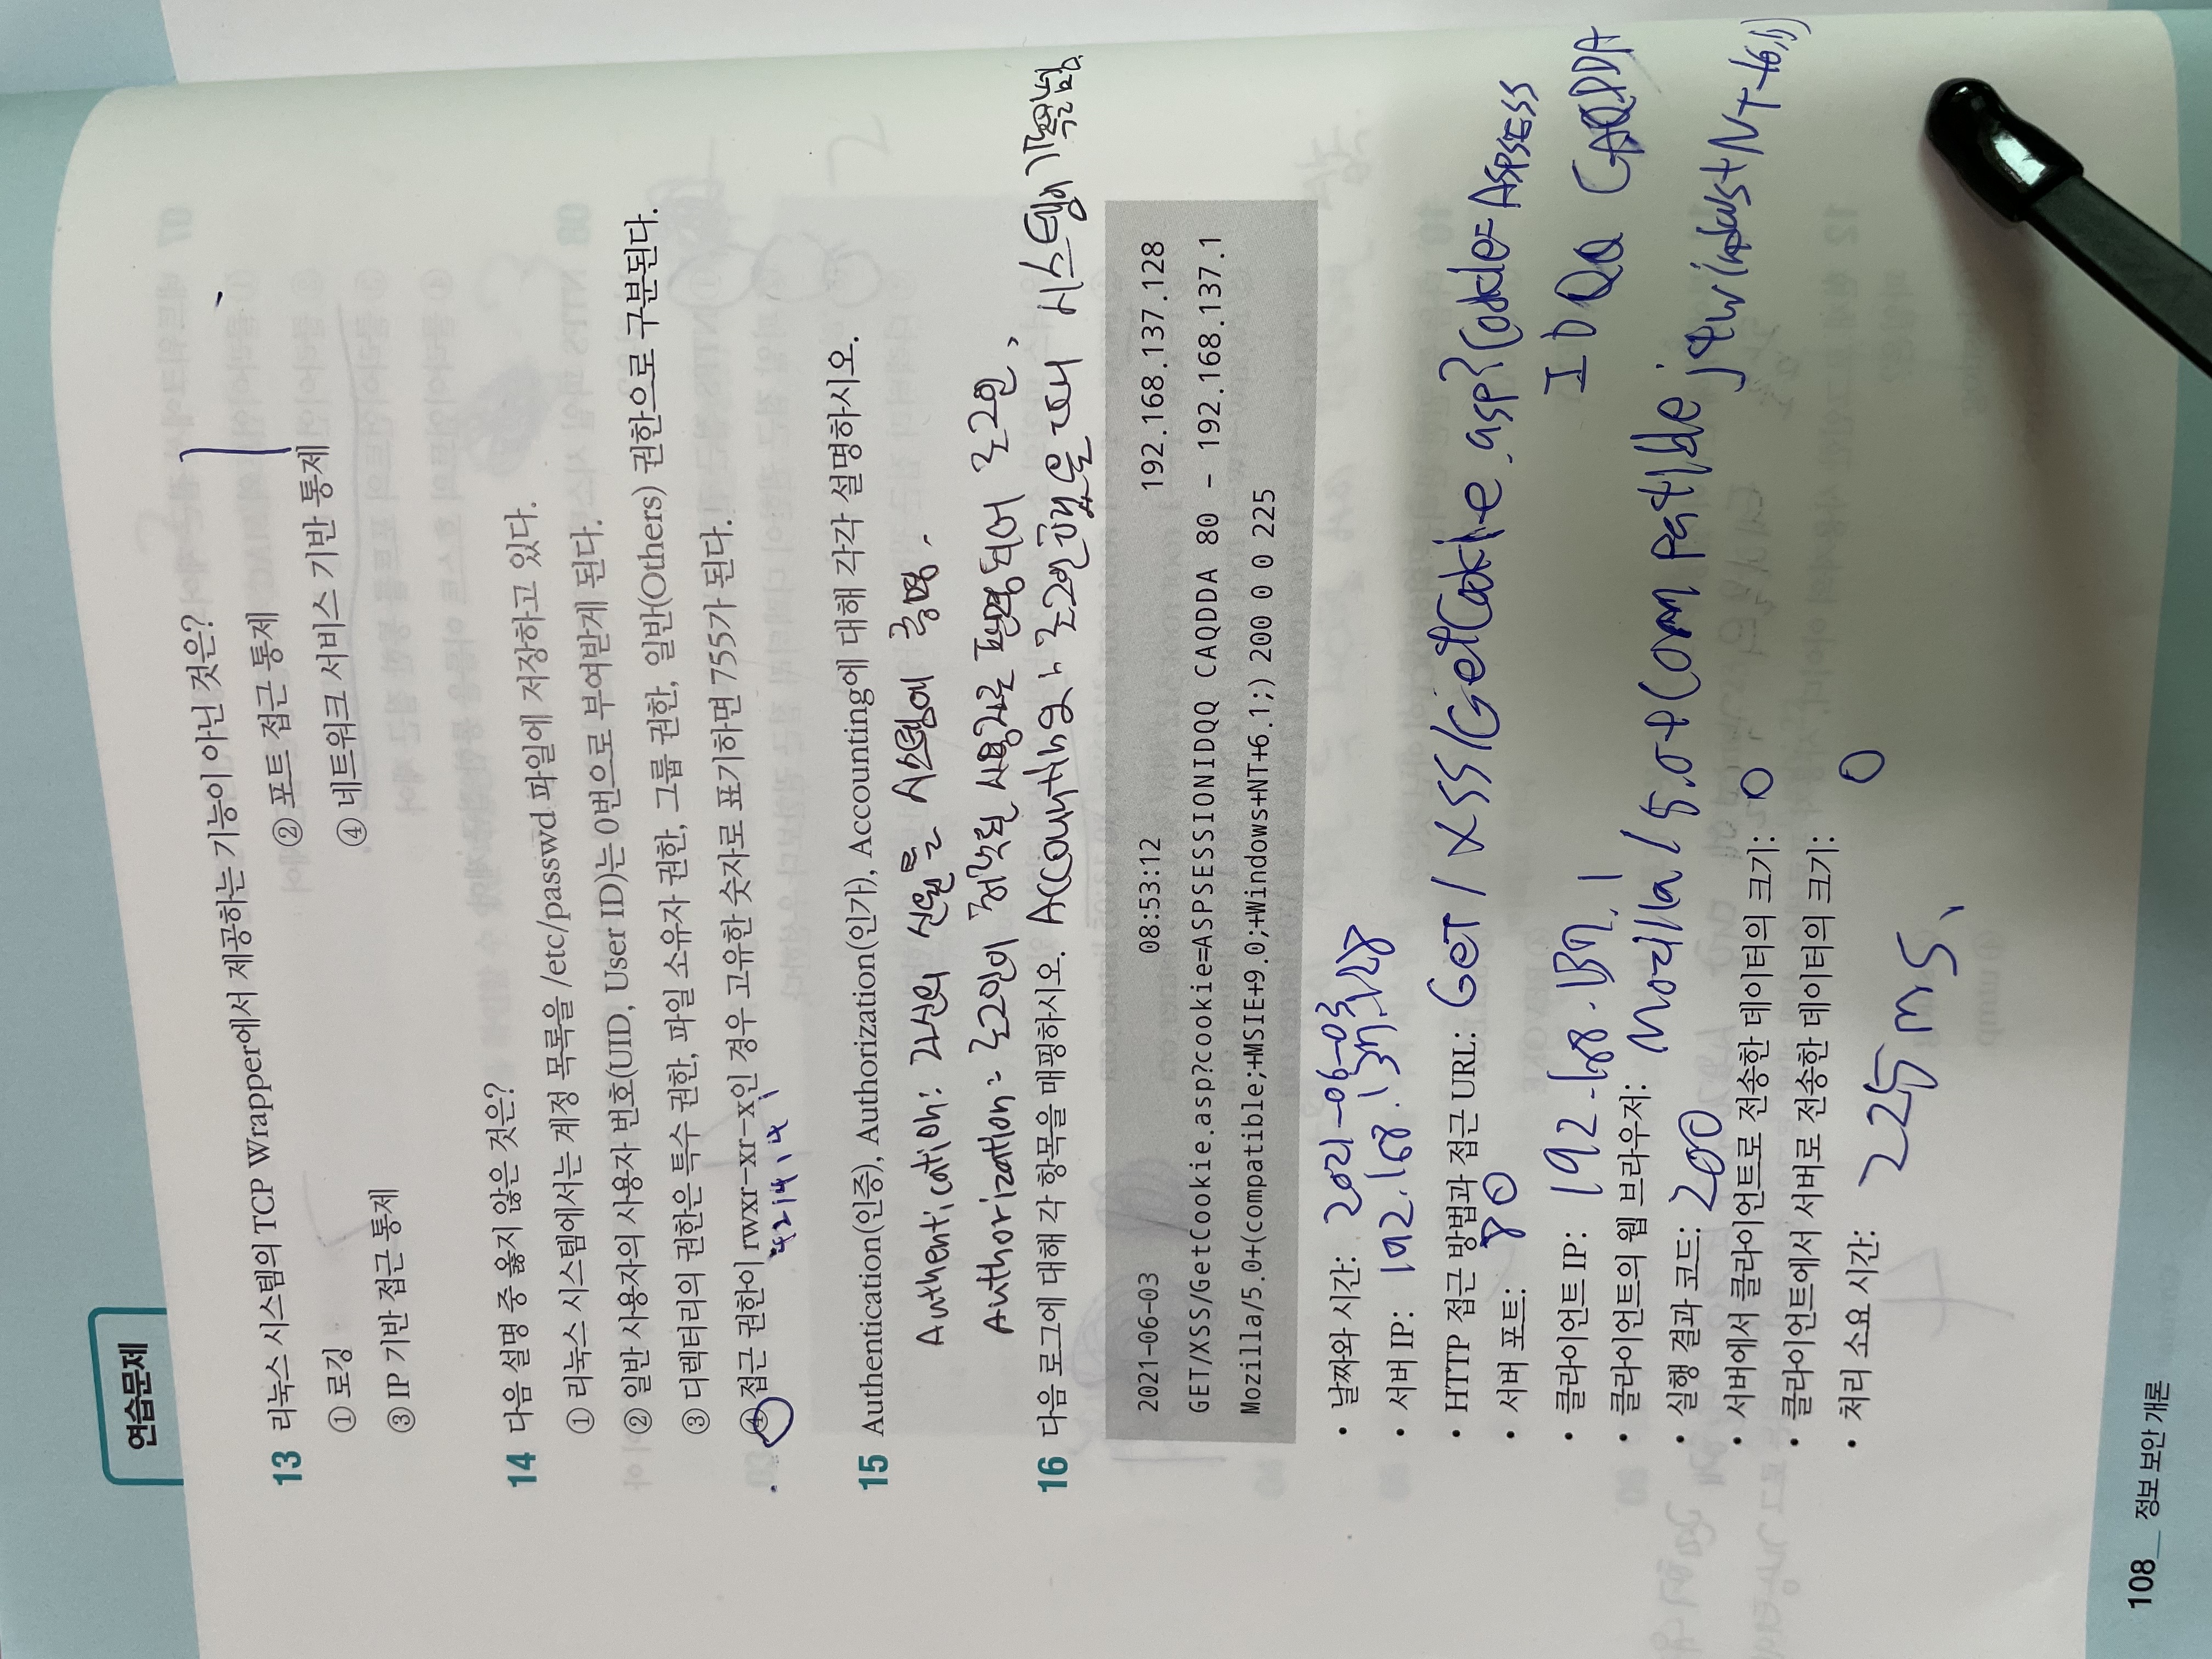 연습문제
13 리눅스 시스템의 TCP Wrapper에서 제공하는 기능이 아닌 것은?
① 로깅
② 포트 접근 통제
③ IP 기반 접근 통제
④ 네트워크 서비스 기반 통제
14 다음 설명 중 옳지 않은 것은?
① 리눅스 시스템에서는 계정 목록을 /etc/passwd 파일에 저장하고 있다.
② 일반 사용자의 사용자 번호(UID, User ID)는 0번으로 부여받게 된다.
③ 디렉터리의 권한은 특수 권한, 파일 소유자 권한, 그룹 권한, 일반(Others) 권한으로 구분된다.
④ 접근 권한이 rwxr-xr-x인 경우 고유한 숫자로 표기하면 755가 된다.
4 2 1 4 1 4 1
15 Authentication(인증), Authorization(인가), Accounting에 대해 각각 설명하시오.
Authentication: 자신의 신원을 시스템에 증명.
Authorization: 로그인이 허락된 사용자로 판명되어 로그인.
16 다음 로그에 대해 각 항목을 매핑하시오.
Accounting: 로그인했을 때 시스템이 기록을 남김
2021-06-03 08:53:12 192.168.137.128
GET/XSS/GetCookie.asp?cookie=ASPSESSIONIDQQ CAQDDA 80 - 192.168.137.1
Mozilla/5.0+(compatible;+MSIE+9.0;+Windows+NT+6.1;) 200 0 0 225
• 날짜와 시간: 2021-06-03
• 서버 IP: 192.168.137.128
• HTTP 접근 방법과 접근 URL: GET/XSS/GetCookie.asp?Cookie=ASPSESS
IDQQ CAQDDA
• 서버 포트: 80
• 클라이언트 IP: 192.168.137.1
• 클라이언트의 웹 브라우저: Mozilla/5.0+(compatible;+windows+NT+6.1;)
• 실행 결과 코드: 200
• 서버에서 클라이언트로 전송한 데이터의 크기: 0
• 클라이언트에서 서버로 전송한 데이터의 크기: 0
• 처리 소요 시간: 225ms.
108__ 정보 보안 개론